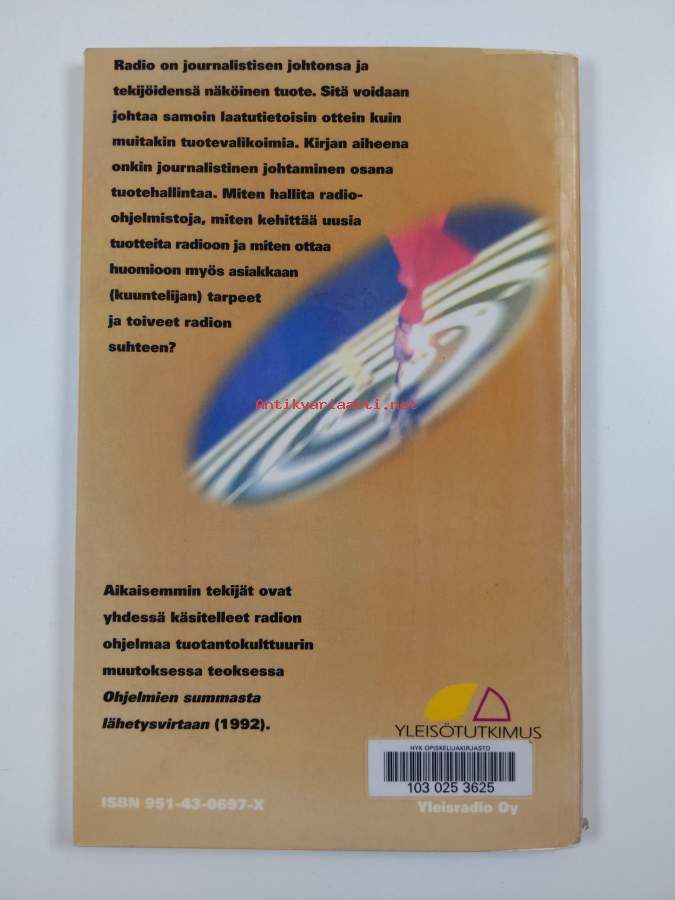 Radio on journalistisen johtonsa ja
tekijöidensä näköinen tuote. Sitä voidaan
johtaa samoin laatutietoisin ottein kuin
muitakin tuotevalikoimia. Kirjan aiheena
onkin journalistinen johtaminen osana
tuotehallintaa. Miten hallita radio-
ohjelmistoja, miten kehittää uusia
tuotteita radioon ja miten ottaa
huomioon myös asiakkaan
(kuuntelijan) tarpeet
ja toiveet radion
suhteen?
Antikvariaatti.net
Aikaisemmin tekijät ovat
yhdessä käsitelleet radion
ohjelmaa tuotantokulttuurin
muutoksessa teoksessa
Ohjelmien summasta
lähetysvirtaan (1992).
YLEISÖTUTKIMUS
HYK OPISKELIJAKIRJASTO
103 025 3625
ISBN 951-43-0697-X
Yleisradio Oy